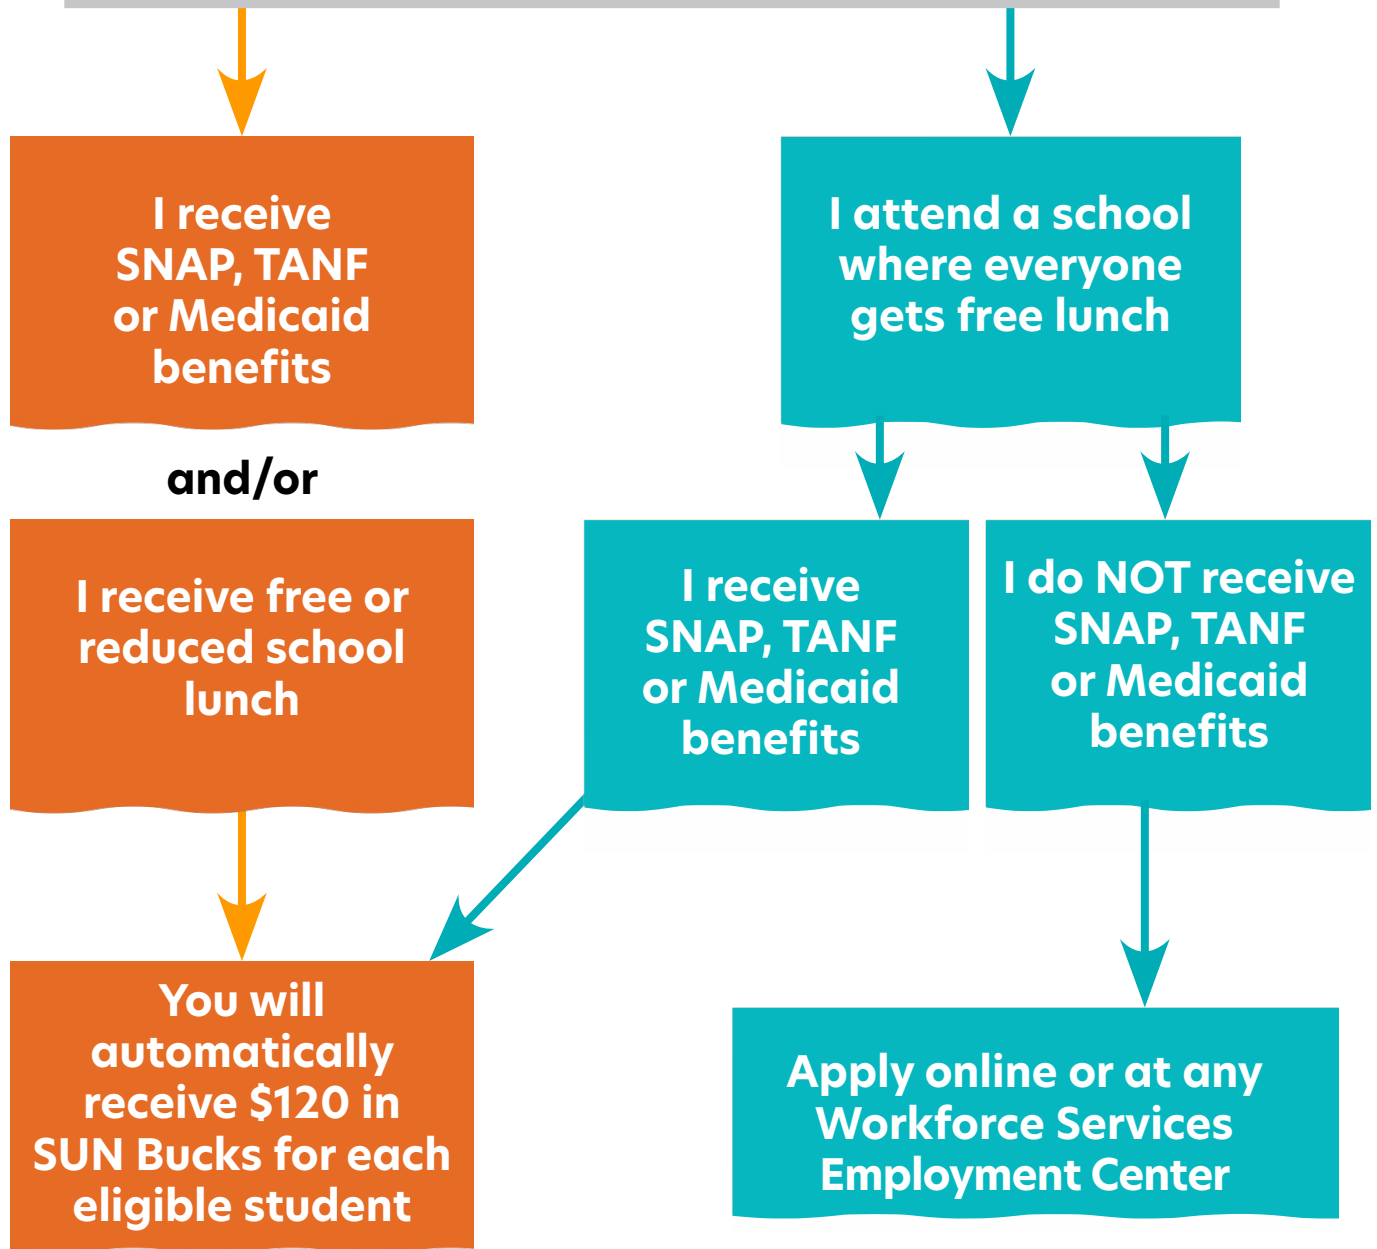 I receive
SNAP, TANF
or Medicaid
benefits
and/or
I receive free or
reduced school
lunch
You will
automatically
receive $120 in
SUN Bucks for each
eligible student
I attend a school
where everyone
gets free lunch
I receive
SNAP, TANF
or Medicaid
benefits
I do NOT receive
SNAP, TANF
or Medicaid
benefits
Apply online or at any
Workforce Services
Employment Center